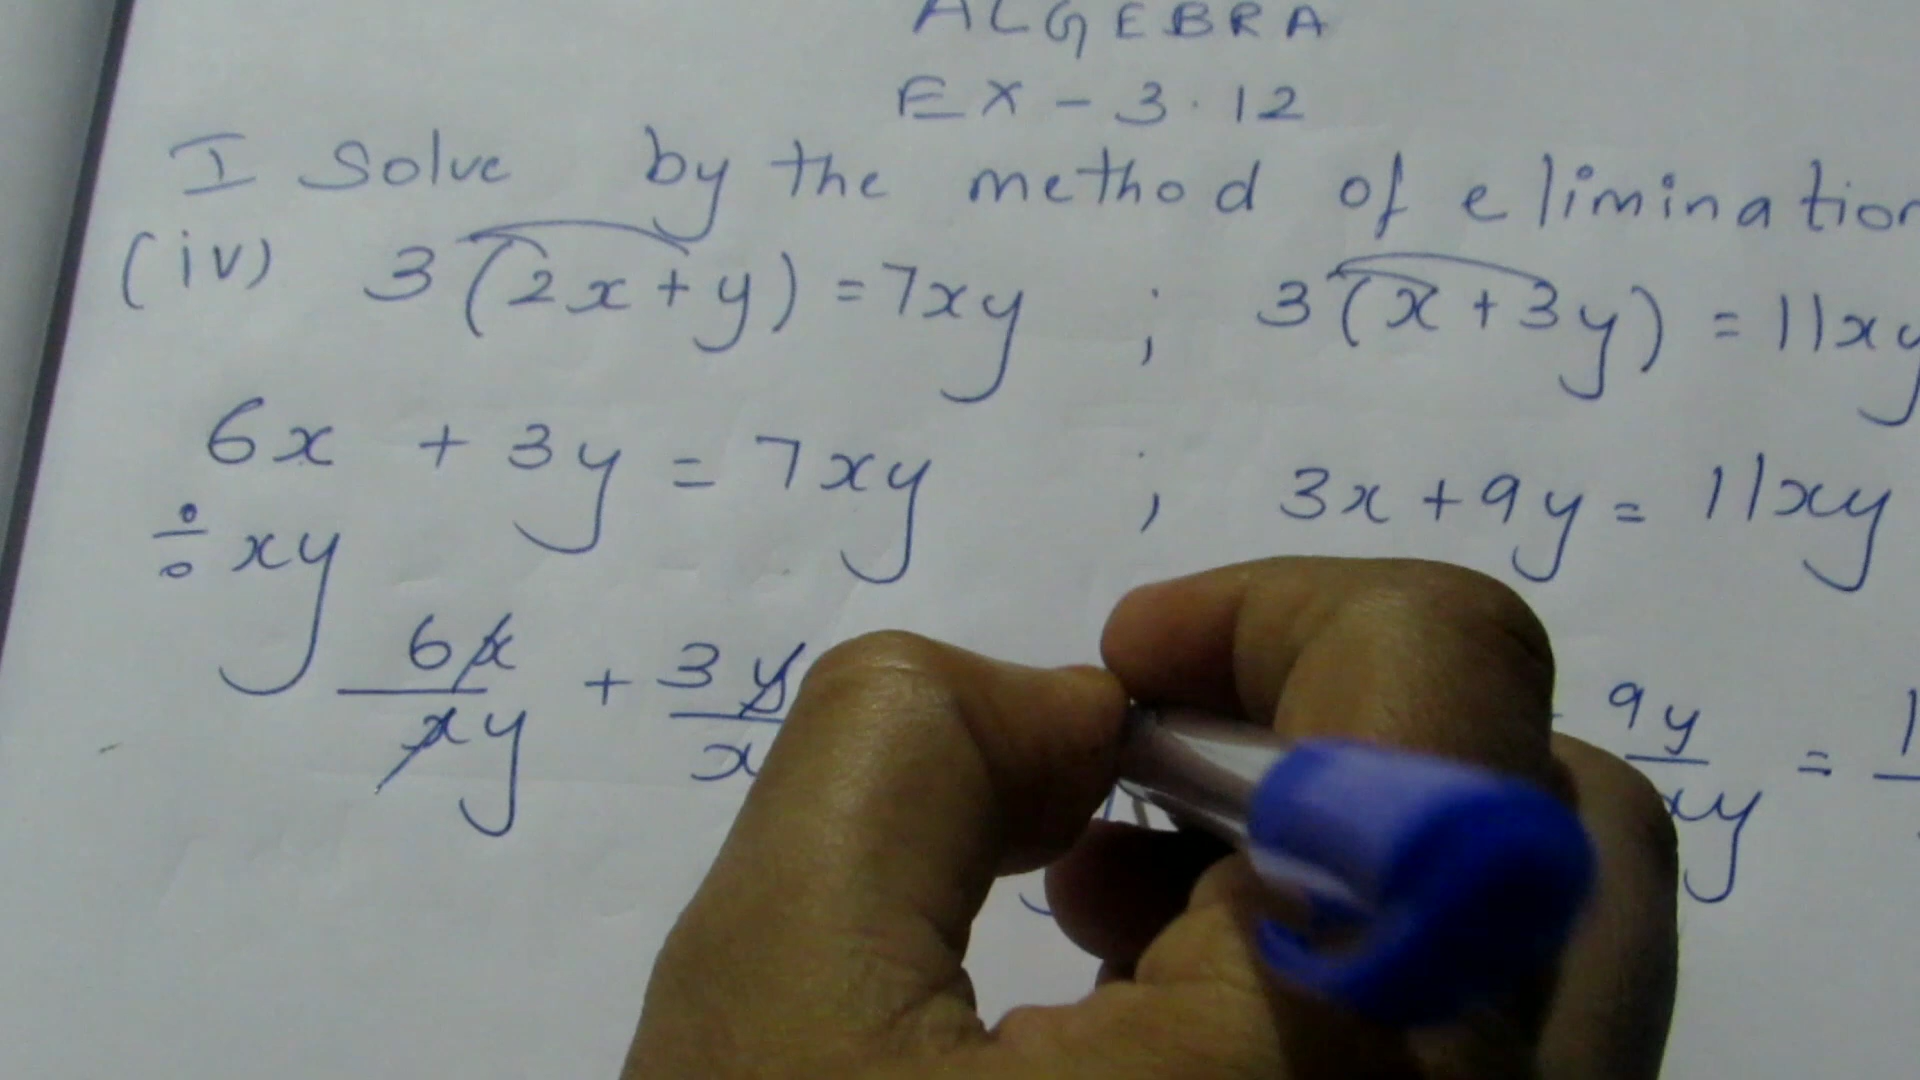 ALGEBRA
EX - 3.12
I Solve by the method of elimination
(iv) 3(2x+y) = 7xy ; 3(x+3y) = 11xy
6x + 3y = 7xy ; 3x+9y = 11xy
÷ xy
6x/xy + 3y/x 9y/xy = 1